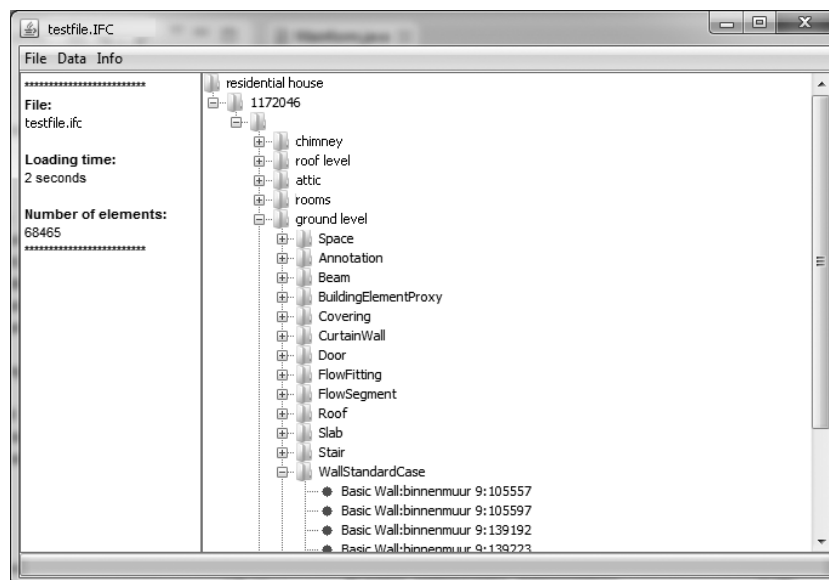 testfile.IFC
File Data Info
*************************
File:
testfile.ifc
Loading time:
2 seconds
Number of elements:
68465
*************************
residential house
1172046
chimney
roof level
attic
rooms
ground level
Space
Annotation
Beam
BuildingElementProxy
Covering
CurtainWall
Door
FlowFitting
FlowSegment
Roof
Slab
Stair
WallStandardCase
Basic Wall:binnenmuur 9:105557
Basic Wall:binnenmuur 9:105597
Basic Wall:binnenmuur 9:139192
Basic Wall:binnenmuur 9:139223